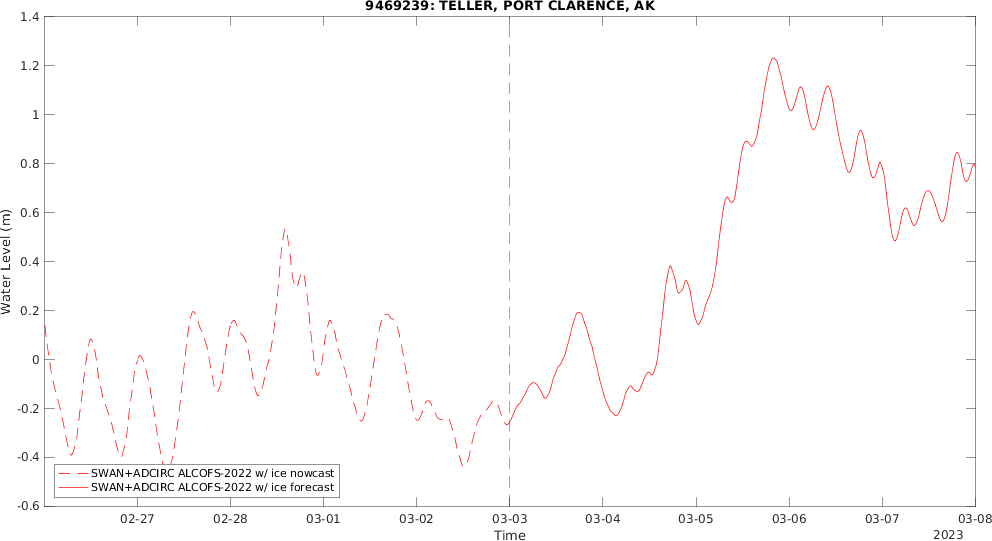 9469239: TELLER, PORT CLARENCE, AK
1.4
1.2
1
0.8
0.6
0.4
0.2
0
-0.2
-0.4
-0.6
Water Level (m)
SWAN+ADCIRC ALCOFS-2022 w/ ice nowcast
SWAN+ADCIRC ALCOFS-2022 w/ ice forecast
02-27 02-28 03-01 03-02 03-03 03-04 03-05 03-06 03-07 03-08
Time
2023